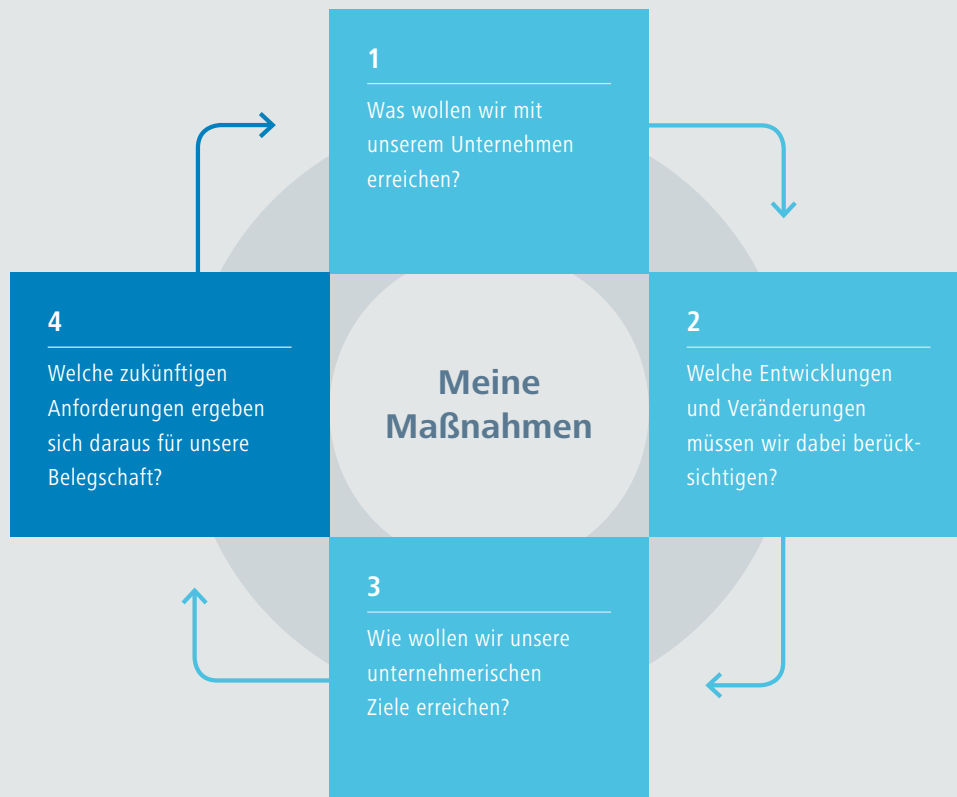 1
Was wollen wir mit
unserem Unternehmen
erreichen?
4
Welche zukünftigen
Anforderungen ergeben
sich daraus für unsere
Belegschaft?
Meine
Maßnahmen
2
Welche Entwicklungen
und Veränderungen
müssen wir dabei berück-
sichtigen?
3
Wie wollen wir unsere
unternehmerischen
Ziele erreichen?